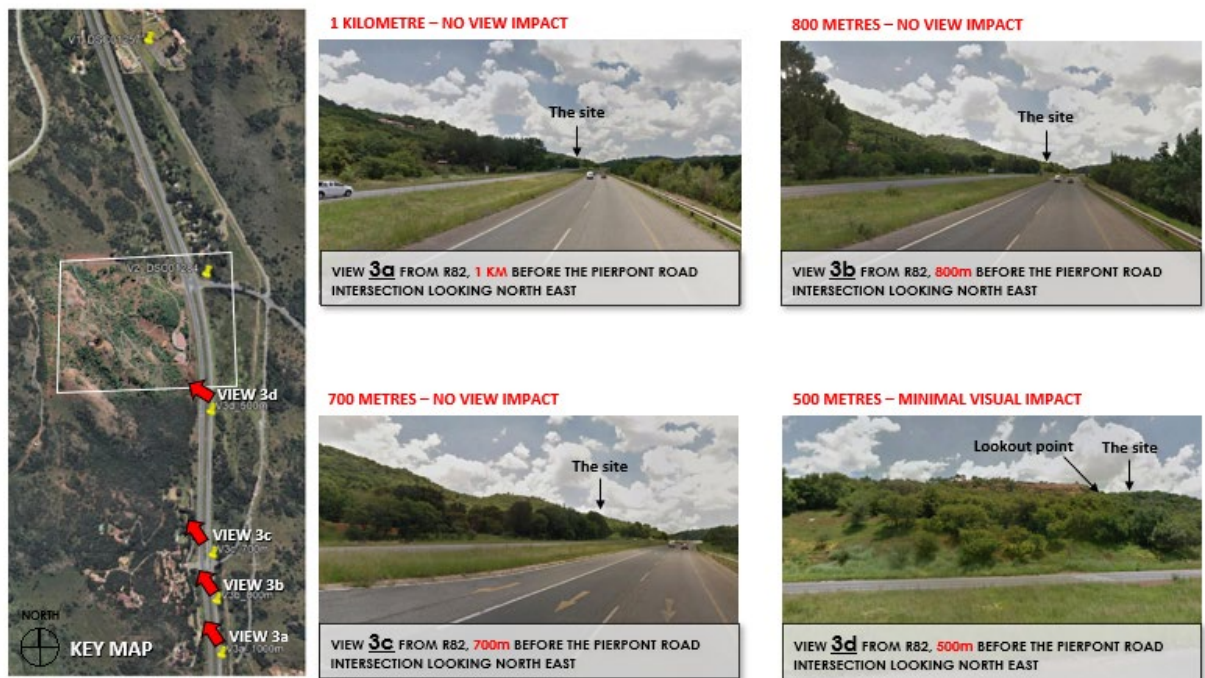 1 KILOMETRE – NO VIEW IMPACT
The site
VIEW 3a FROM R82, 1 KM BEFORE THE PIERPONT ROAD
INTERSECTION LOOKING NORTH EAST
800 METRES – NO VIEW IMPACT
The site
VIEW 3b FROM R82, 800m BEFORE THE PIERPONT ROAD
INTERSECTION LOOKING NORTH EAST
700 METRES – NO VIEW IMPACT
The site
VIEW 3c FROM R82, 700m BEFORE THE PIERPONT ROAD
INTERSECTION LOOKING NORTH EAST
500 METRES – MINIMAL VISUAL IMPACT
Lookout point
The site
VIEW 3d FROM R82, 500m BEFORE THE PIERPONT ROAD
INTERSECTION LOOKING NORTH EAST
VIEW 3d
V3d_500m
VIEW 3c
V3c_700m
VIEW 3b
V3b_800m
VIEW 3a
V3a_1000m
NORTH
KEY MAP